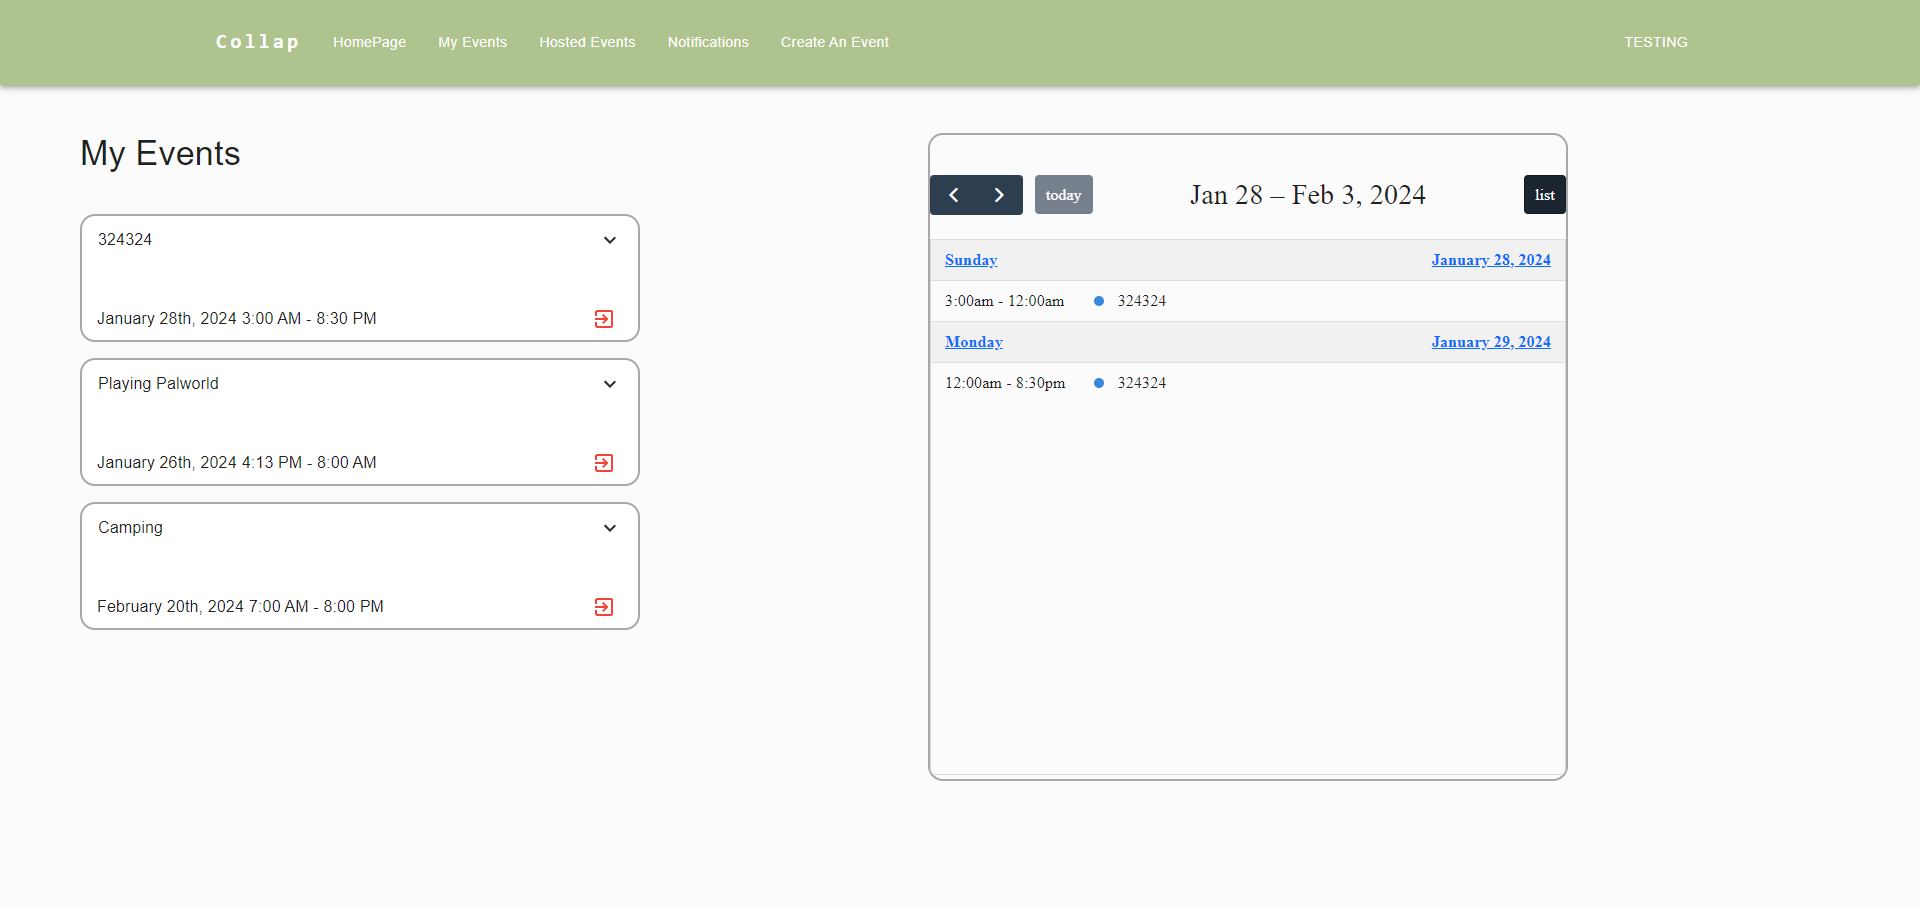 Collap HomePage My Events Hosted Events Notifications Create An Event TESTING
My Events
324324
January 28th, 2024 3:00 AM - 8:30 PM
Playing Palworld
January 26th, 2024 4:13 PM - 8:00 AM
Camping
February 20th, 2024 7:00 AM - 8:00 PM
today Jan 28 – Feb 3, 2024 list
Sunday January 28, 2024
3:00am - 12:00am 324324
Monday January 29, 2024
12:00am - 8:30pm 324324